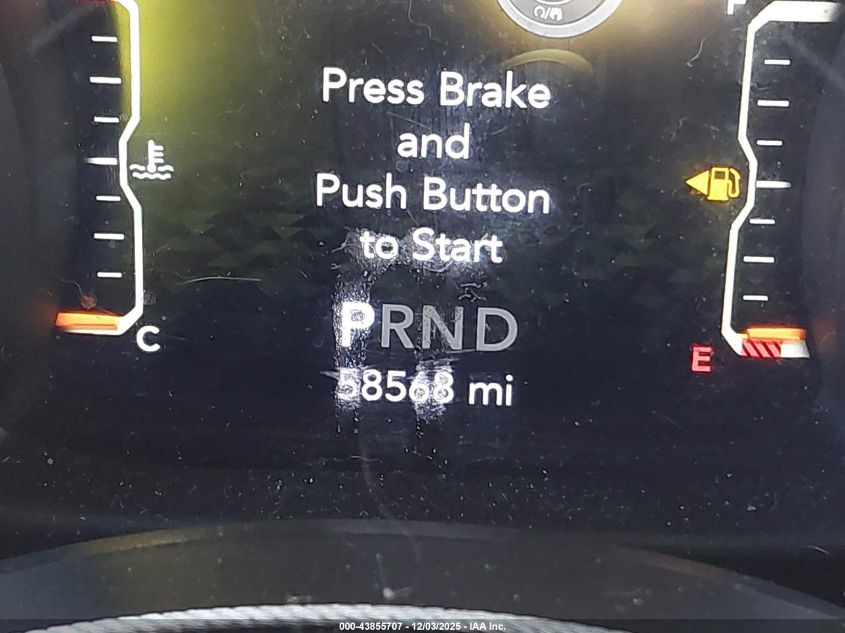 F
Press Brake
and
Push Button
to Start
C
PRND
E
58568 mi
000-43855707 - 12/03/2025 - IAA Inc.